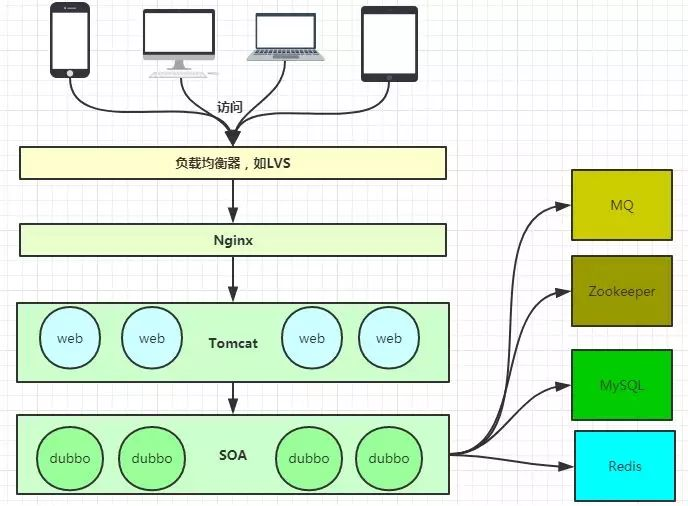 访问
负载均衡器，如LVS
Nginx
web
web
Tomcat
web
web
dubbo
dubbo
SOA
dubbo
dubbo
MQ
Zookeeper
MySQL
Redis